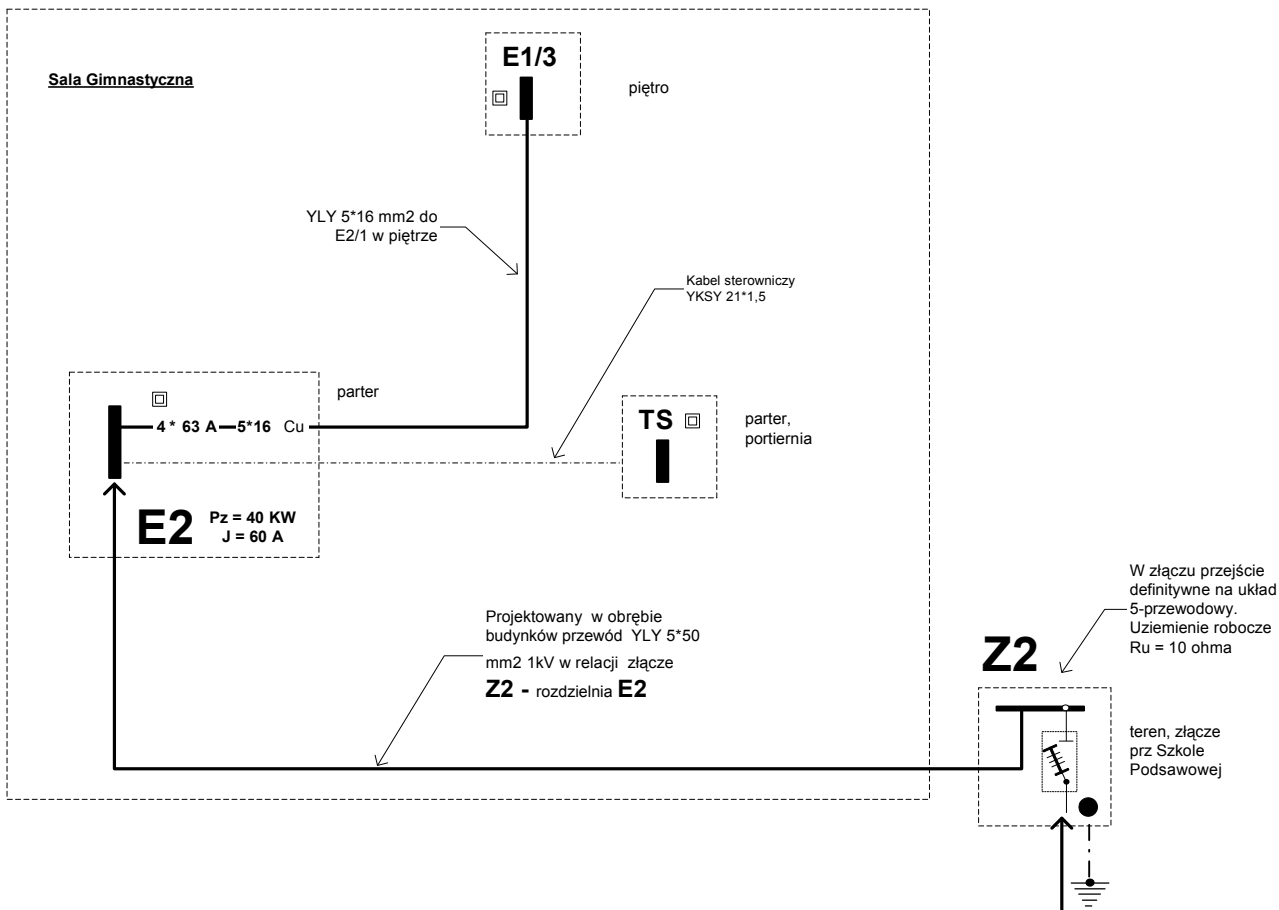 Sala Gimnastyczna
E1/3
piętro
YLY 5*16 mm2 do
E2/1 w piętrze
Kabel sterowniczy
YKSY 21*1,5
parter
4 * 63 A 5*16 Cu
TS
parter,
portiernia
E2
Pz = 40 KW
J = 60 A
Projektowany w obrębie
budynków przewód YLY 5*50
mm2 1kV w relacji złącze
Z2 - rozdzielnia E2
W złączu przejście
definitywne na układ
5-przewodowy.
Uziemienie robocze
Ru = 10 ohma
Z2
teren, złącze
prz Szkole
Podsawowej